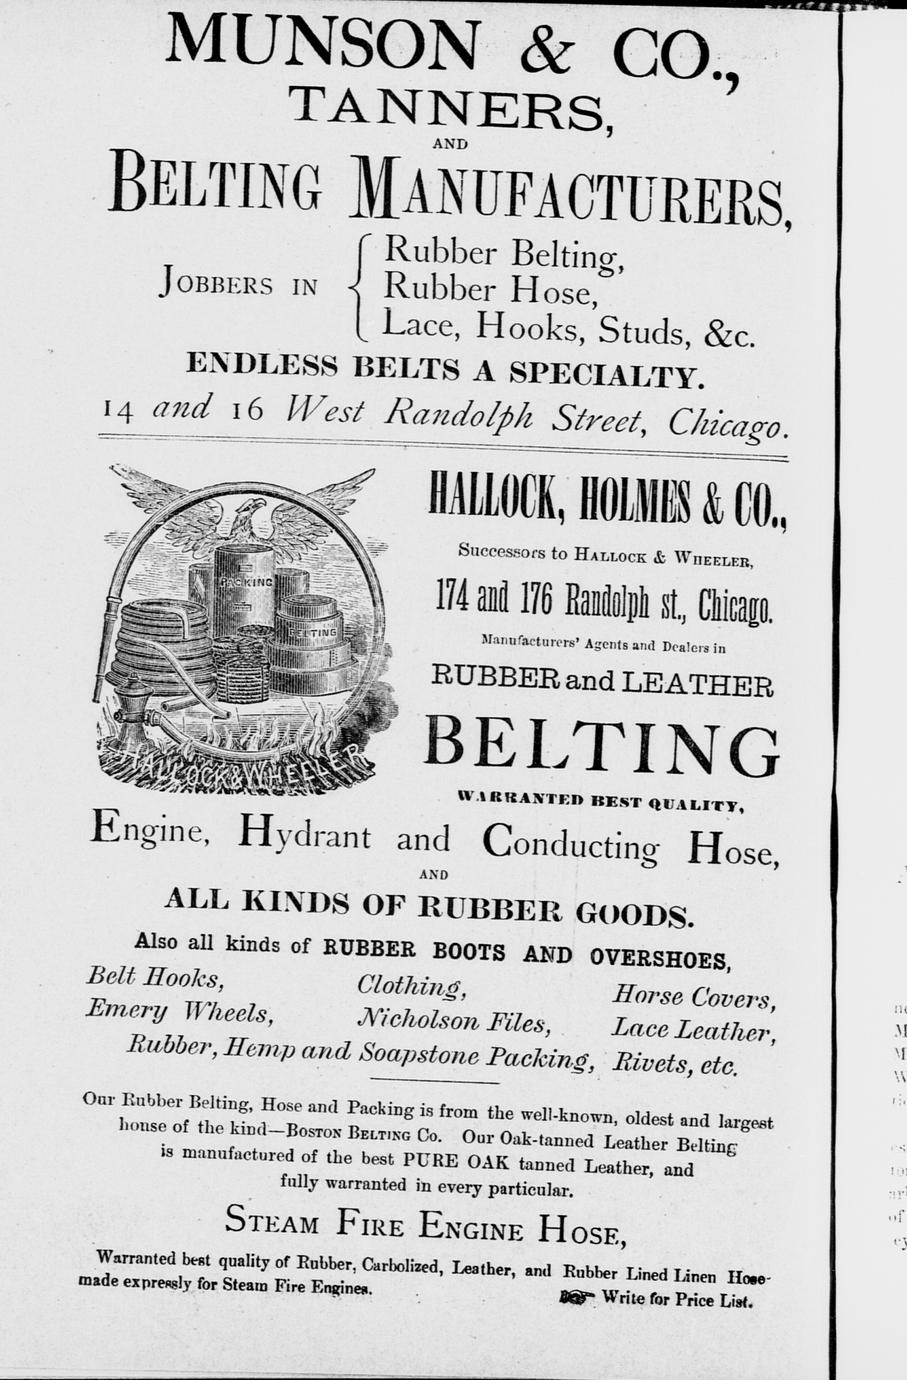 MUNSON & CO.,
TANNERS,
AND
BELTING MANUFACTURERS,
JOBBERS IN
Rubber Belting,
Rubber Hose,
Lace, Hooks, Studs, &c.
ENDLESS BELTS A SPECIALTY.
14 and 16 West Randolph Street, Chicago.
PACKING
BELTING
HALLOCK & WHEELER
HALLOCK, HOLMES & CO.,
Successors to HALLOCK & WHEELER,
174 and 176 Randolph st., Chicago.
Manufacturers' Agents and Dealers in
RUBBER and LEATHER
BELTING
WARRANTED BEST QUALITY,
Engine, Hydrant and Conducting Hose,
AND
ALL KINDS OF RUBBER GOODS.
Also all kinds of RUBBER BOOTS AND OVERSHOES,
Belt Hooks, Clothing, Horse Covers,
Emery Wheels, Nicholson Files, Lace Leather,
Rubber, Hemp and Soapstone Packing, Rivets, etc.
Our Rubber Belting, Hose and Packing is from the well-known, oldest and largest
house of the kind—BOSTON BELTING CO. Our Oak-tanned Leather Belting
is manufactured of the best PURE OAK tanned Leather, and
fully warranted in every particular.
STEAM FIRE ENGINE HOSE,
Warranted best quality of Rubber, Carbolized, Leather, and Rubber Lined Linen Hose-
made expressly for Steam Fire Engines.
☞ Write for Price List.